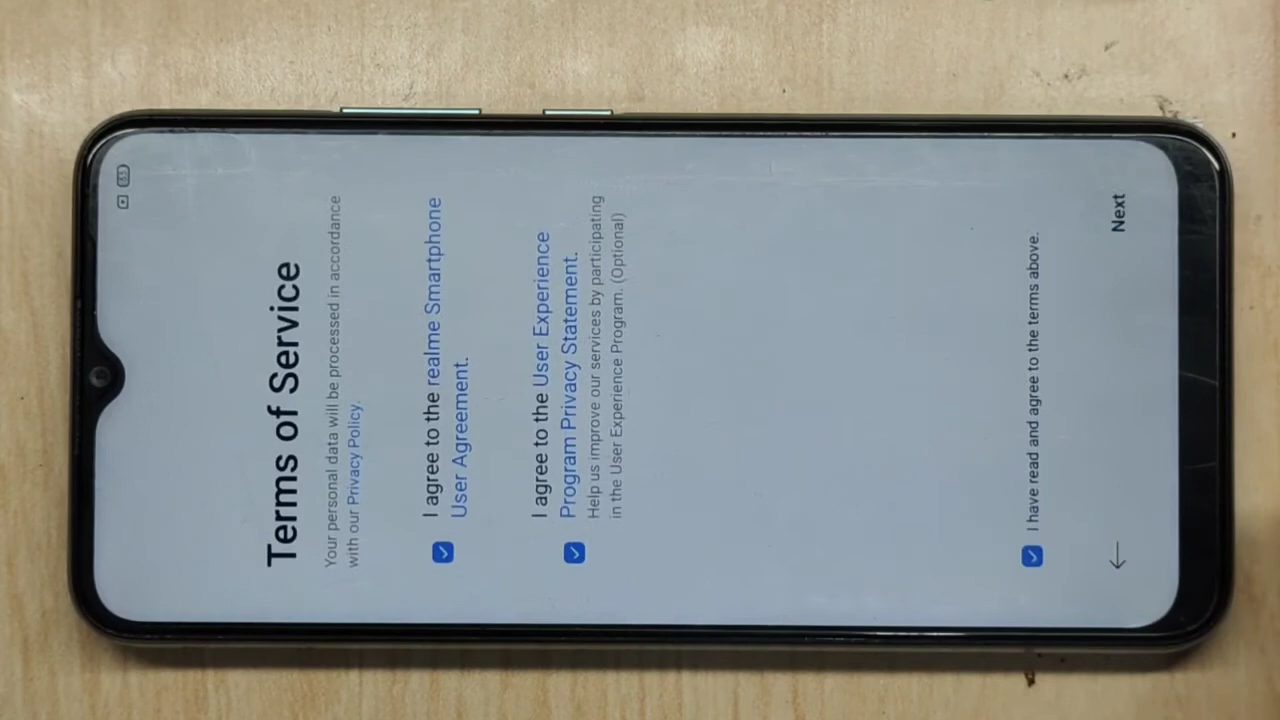 Terms of Service
Your personal data will be processed in accordance
with our Privacy Policy.
I agree to the realme Smartphone
User Agreement.
I agree to the User Experience
Program Privacy Statement.
Help us improve our services by participating
in the User Experience Program. (Optional)
I have read and agree to the terms above.
Next